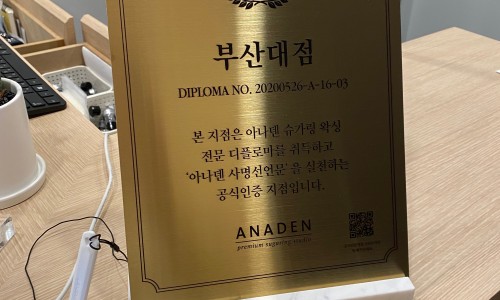 부산대점
DIPLOMA NO. 20200526-A-16-03
본 지점은 아나덴 슈가링 왁싱
전문 디플로마를 취득하고
'아나덴 사명선언문'을 실천하는
공식인증 지점입니다.
ANADEN
premium sugaring studio